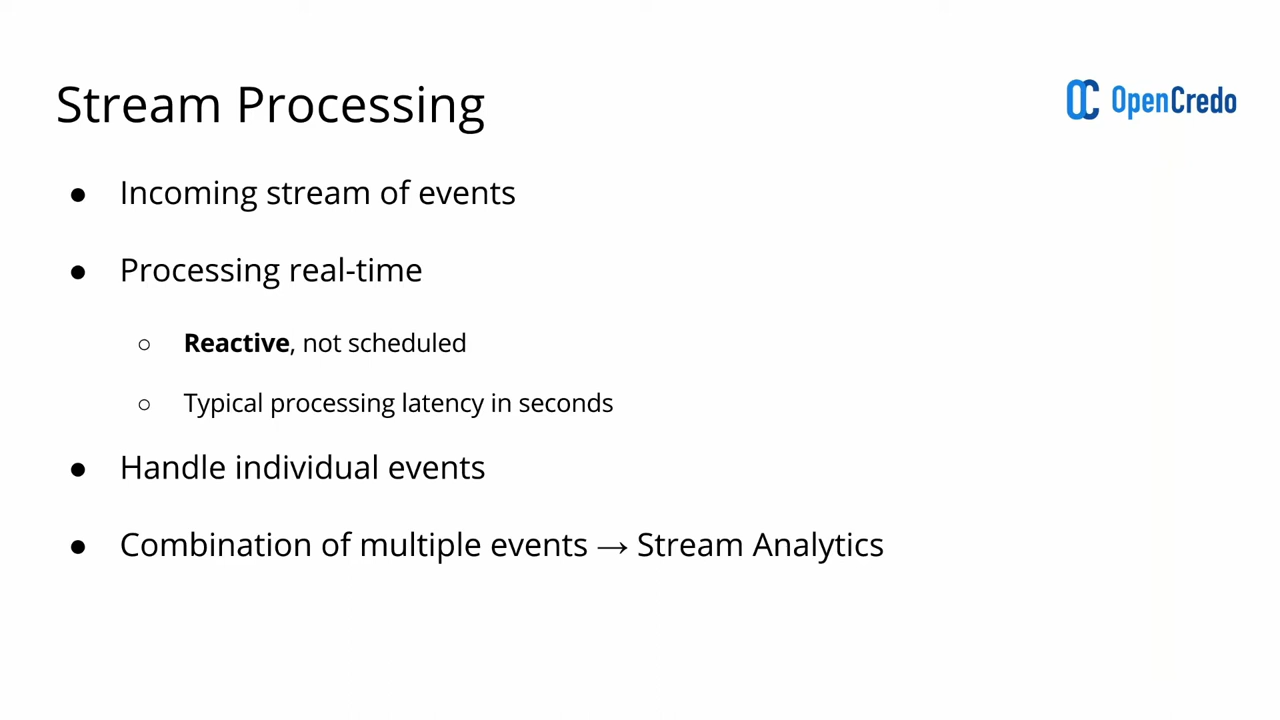 Stream Processing
OpenCredo
● Incoming stream of events
● Processing real-time
○ Reactive, not scheduled
○ Typical processing latency in seconds
● Handle individual events
● Combination of multiple events → Stream Analytics